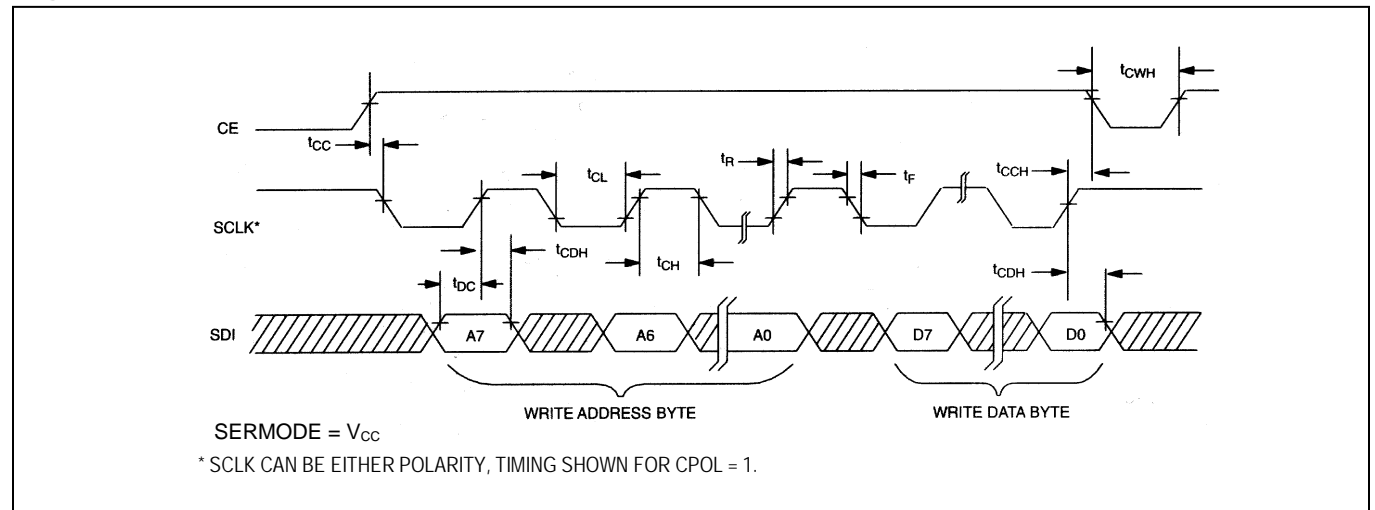 tCWH
CE
tCC
tR
tCL
tF
tCCH
SCLK*
tCDH
tCH
tCDH
tDC
SDI
A7
A6
A0
D7
D0
WRITE ADDRESS BYTE
WRITE DATA BYTE
SERMODE = VCC
* SCLK CAN BE EITHER POLARITY, TIMING SHOWN FOR CPOL = 1.